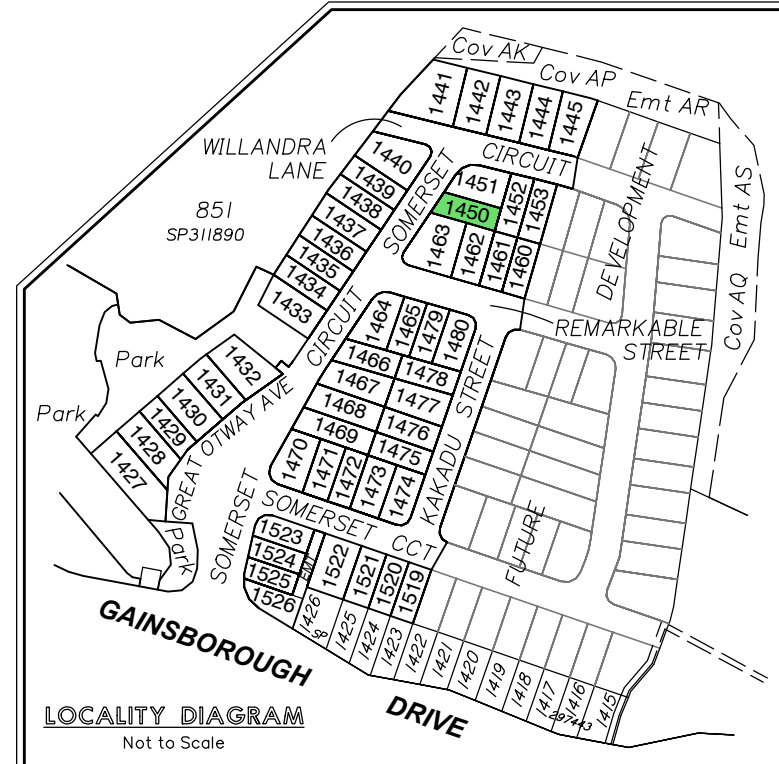 Cov AK
Cov AP
Emt AR
1441
1442
1443
1444
1445
WILLANDRA
LANE
CIRCUIT
SOMERSET
DEVELOPMENT
Emt AS
Cov AQ
851
SP311890
1440
1439
1438
1437
1436
1435
1434
1433
1451
1452
1453
1450
1463
1462
1461
1460
CIRCUIT
REMARKABLE
STREET
1464
1465
1479
1480
1466
1478
1467
1477
1468
1476
1469
1475
1470
1471
1472
1473
1474
KAKADU STREET
Park
Park
1432
1431
1430
1429
1428
1427
GREAT OTWAY AVE
Park
SOMERSET
SOMERSET CCT
FUTURE
1523
1524
1525
1526
EMT
1522
1521
1520
1519
1426
SP
1425
1424
1423
1422
1421
1420
1419
1418
1417
1416
1415
297443
GAINSBOROUGH
DRIVE
LOCALITY DIAGRAM
Not to Scale